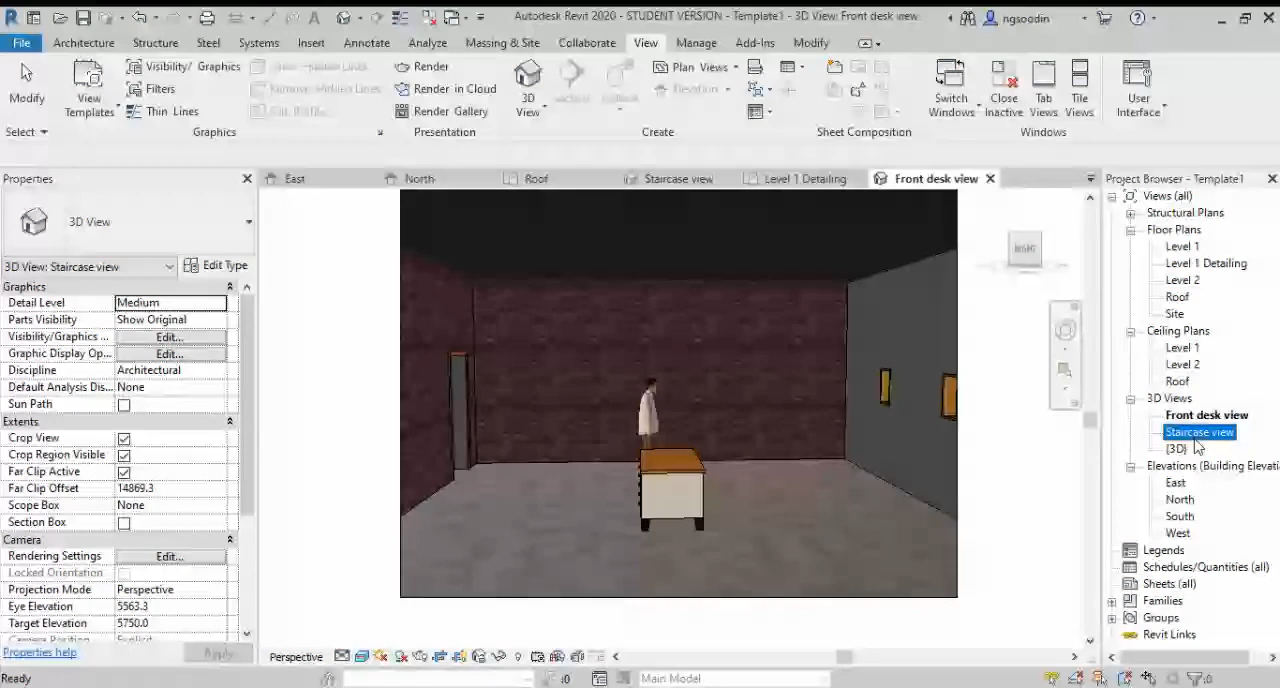 Autodesk Revit 2020 - STUDENT VERSION - Template1 - 3D View: Front desk view
ngsoodin
File Architecture Structure Steel Systems Insert Annotate Analyze Massing & Site Collaborate View Manage Add-Ins Modify
Modify
View Templates
Visibility/ Graphics
Filters
Thin Lines
Render
Render in Cloud
Render Gallery
3D View
Plan Views
Elevation
Switch Windows
Close Inactive
Tab Views
Tile Views
User Interface
Select Graphics Presentation Create Sheet Composition Windows
Properties
East North Roof Staircase view Level 1 Detailing Front desk view
Project Browser - Template1
3D View
3D View: Staircase view Edit Type
Graphics
Detail Level Medium
Parts Visibility Show Original
Visibility/Graphics ... Edit...
Graphic Display Op... Edit...
Discipline Architectural
Default Analysis Dis... None
Sun Path
Extents
Crop View
Crop Region Visible
Far Clip Active
Far Clip Offset 14869.3
Scope Box None
Section Box
Camera
Rendering Settings Edit...
Locked Orientation
Projection Mode Perspective
Eye Elevation 5563.3
Target Elevation 5750.0
Properties help Apply
RIGHT
Views (all)
Structural Plans
Floor Plans
Level 1
Level 1 Detailing
Level 2
Roof
Site
Ceiling Plans
Level 1
Level 2
Roof
3D Views
Front desk view
Staircase view
{3D}
Elevations (Building Elevati
East
North
South
West
Legends
Schedules/Quantities (all)
Sheets (all)
Families
Groups
Revit Links
Perspective
Ready :0 Main Model :0